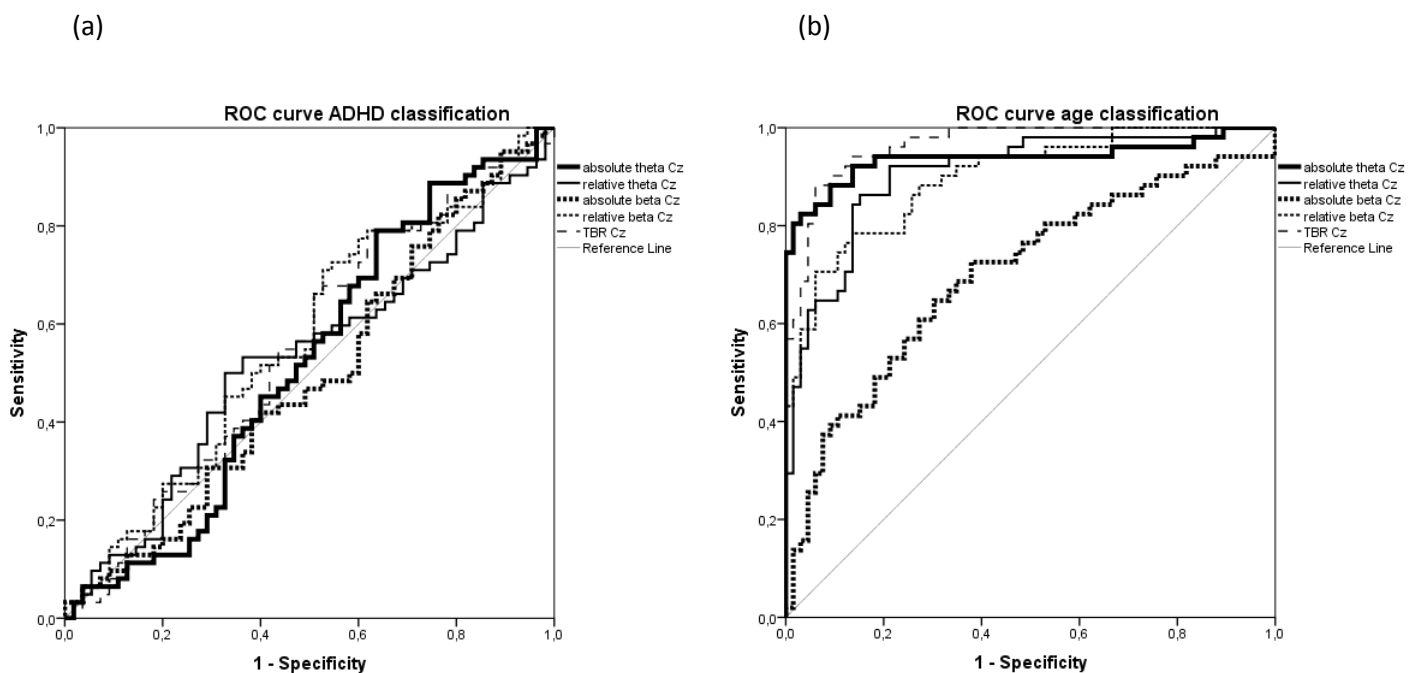 (a)
ROC curve ADHD classification
1,0
0,8
0,6
0,4
0,2
0,0
Sensitivity
0,0 0,2 0,4 0,6 0,8 1,0
1 - Specificity
absolute theta Cz
relative theta Cz
absolute beta Cz
relative beta Cz
TBR Cz
Reference Line
(b)
ROC curve age classification
1,0
0,8
0,6
0,4
0,2
0,0
Sensitivity
0,0 0,2 0,4 0,6 0,8 1,0
1 - Specificity
absolute theta Cz
relative theta Cz
absolute beta Cz
relative beta Cz
TBR Cz
Reference Line